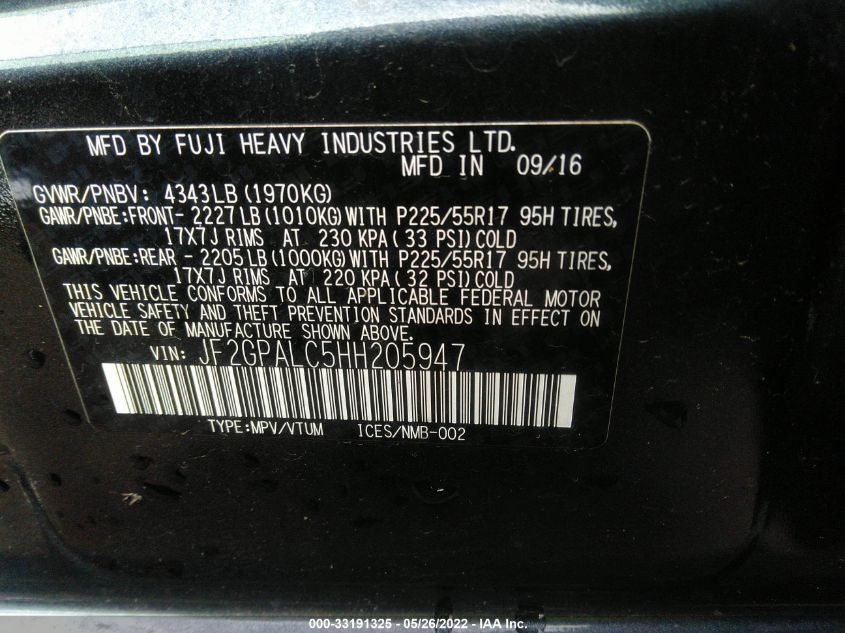 MFD BY FUJI HEAVY INDUSTRIES LTD.
MFD IN 09/16
GVWR/PNBV: 4343LB (1970KG)
GAWR/PNBE:FRONT- 2227 LB (1010KG) WITH P225/55R17 95H TIRES,
17X7J RIMS AT 230 KPA ( 33 PSI) COLD
GAWR/PNBE:REAR - 2205 LB (1000KG) WITH P225/55R17 95H TIRES,
17X7J RIMS AT 220 KPA ( 32 PSI) COLD
THIS VEHICLE CONFORMS TO ALL APPLICABLE FEDERAL MOTOR
VEHICLE SAFETY AND THEFT PREVENTION STANDARDS IN EFFECT ON
THE DATE OF MANUFACTURE SHOWN ABOVE.
VIN: JF2GPALC5HH205947
TYPE:MPV/VTUM ICES/NMB-002
000-33191325 - 05/26/2022 - IAA Inc.